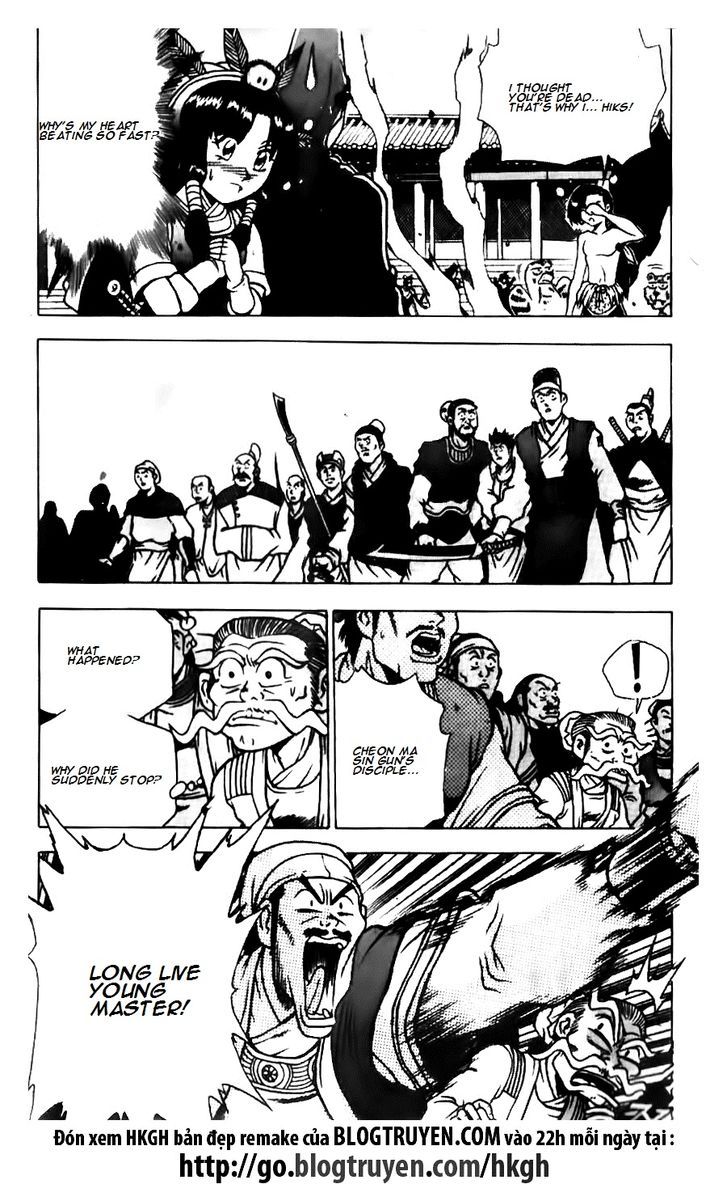 WHY'S MY HEART
BEATING SO FAST?
I THOUGHT
YOU'RE DEAD...
THAT'S WHY I... HIKS!
WHAT
HAPPENED?
WHY DID HE
SUDDENLY STOP?
!
CHEON MA
SIN GUN'S
DISCIPLE...
LONG LIVE
YOUNG
MASTER!
Đón xem HKGH bản đẹp remake của BLOGTRUYEN.COM vào 22h mỗi ngày tại :
http://go.blogtruyen.com/hkgh